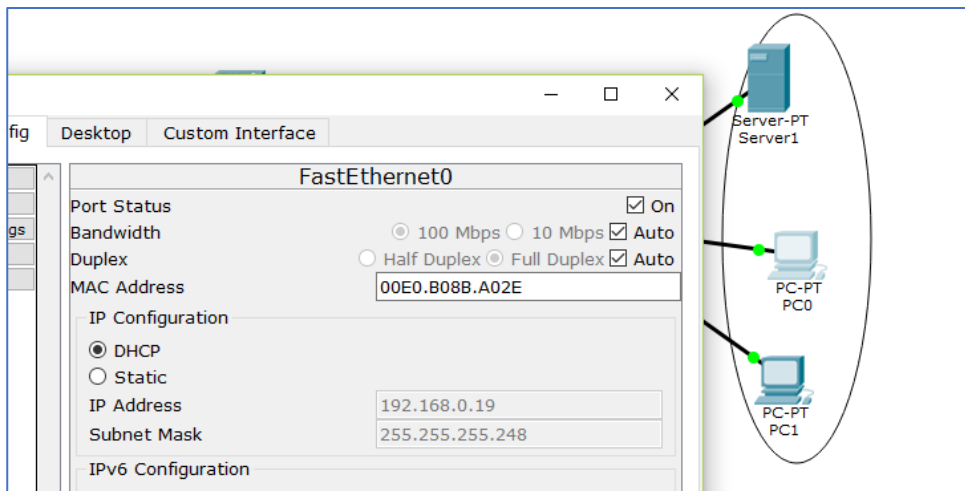 fig Desktop Custom Interface
FastEthernet0
Port Status On
Bandwidth 100 Mbps 10 Mbps Auto
gs
Duplex Half Duplex Full Duplex Auto
MAC Address 00E0.B08B.A02E
IP Configuration
DHCP
Static
IP Address 192.168.0.19
Subnet Mask 255.255.255.248
IPv6 Configuration
Server-PT
Server1
PC-PT
PC0
PC-PT
PC1